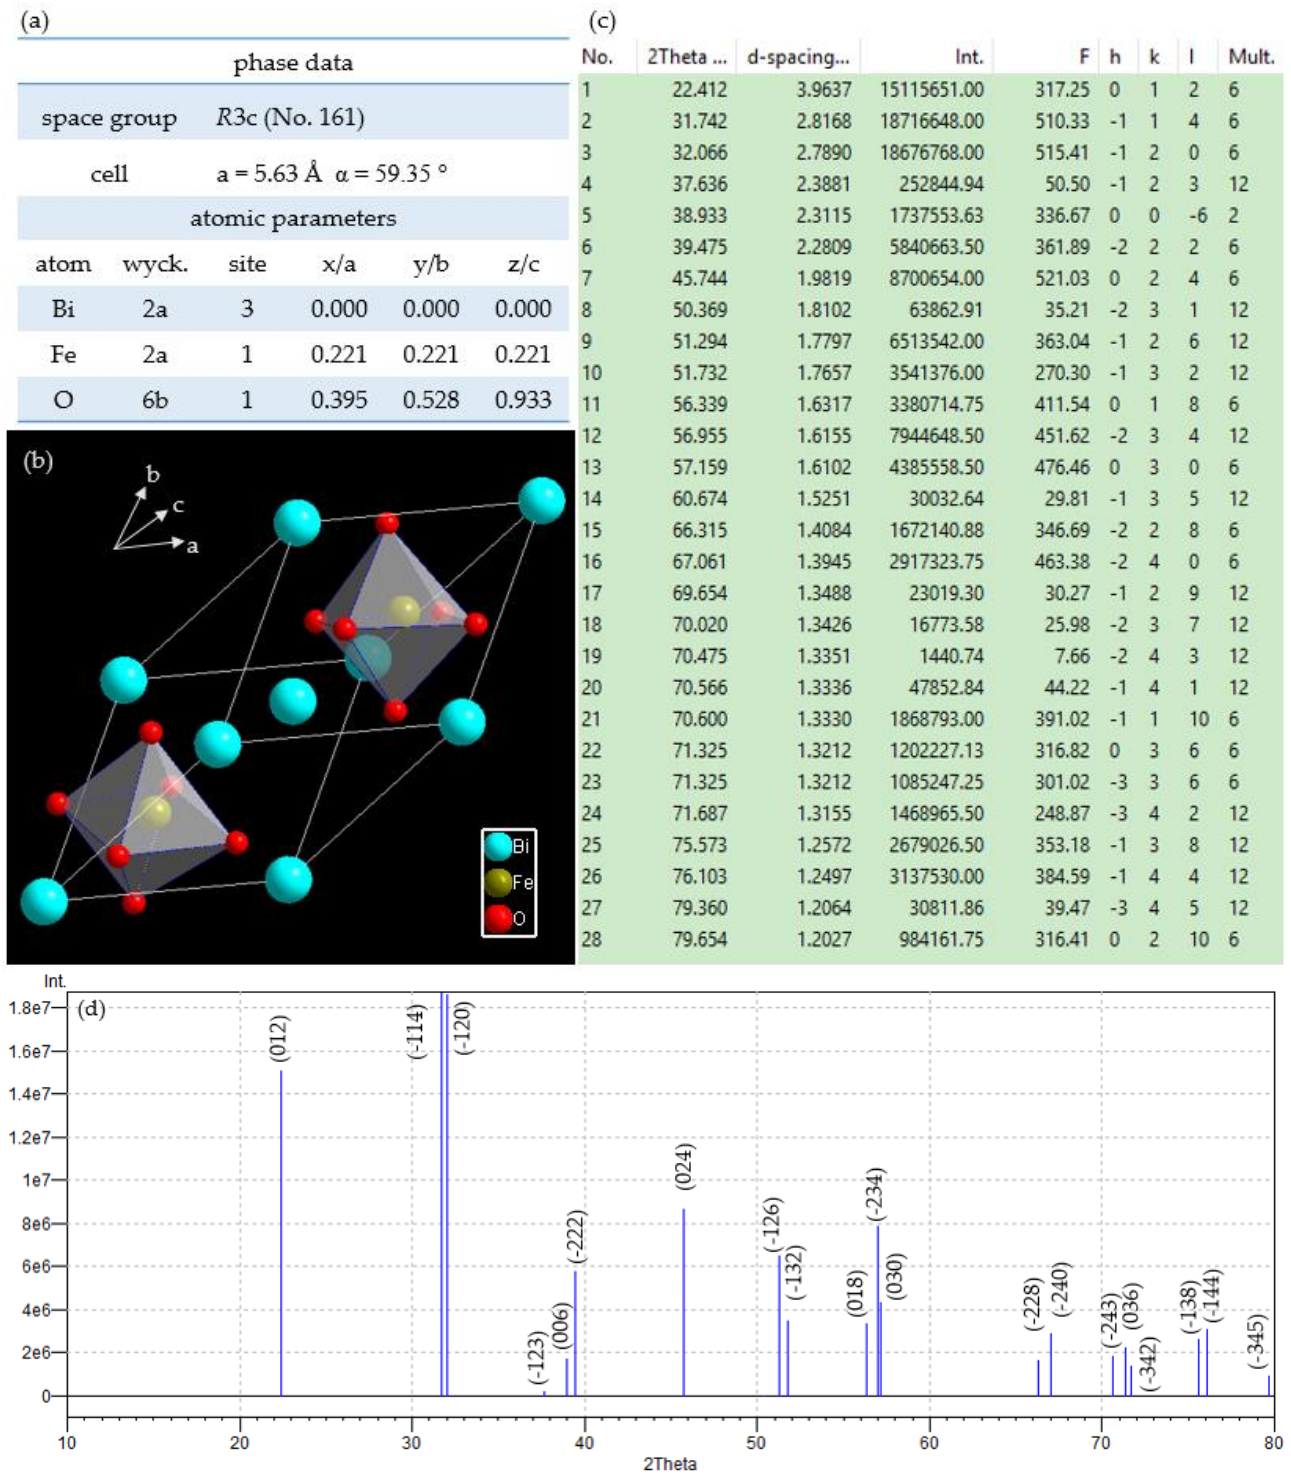 (a)
phase data
space group R3c (No. 161)
cell a = 5.63 Å α = 59.35 °
atomic parameters
atom wyck. site x/a y/b z/c
Bi 2a 3 0.000 0.000 0.000
Fe 2a 1 0.221 0.221 0.221
O 6b 1 0.395 0.528 0.933
(b)
b
c
a
Bi
Fe
O
(c)
No. 2Theta ... d-spacing... Int. F h k l Mult.
1 22.412 3.9637 15115651.00 317.25 0 1 2 6
2 31.742 2.8168 18716648.00 510.33 -1 1 4 6
3 32.066 2.7890 18676768.00 515.41 -1 2 0 6
4 37.636 2.3881 252844.94 50.50 -1 2 3 12
5 38.933 2.3115 1737553.63 336.67 0 0 -6 2
6 39.475 2.2809 5840663.50 361.89 -2 2 2 6
7 45.744 1.9819 8700654.00 521.03 0 2 4 6
8 50.369 1.8102 63862.91 35.21 -2 3 1 12
9 51.294 1.7797 6513542.00 363.04 -1 2 6 12
10 51.732 1.7657 3541376.00 270.30 -1 3 2 12
11 56.339 1.6317 3380714.75 411.54 0 1 8 6
12 56.955 1.6155 7944648.50 451.62 -2 3 4 12
13 57.159 1.6102 4385558.50 476.46 0 3 0 6
14 60.674 1.5251 30032.64 29.81 -1 3 5 12
15 66.315 1.4084 1672140.88 346.69 -2 2 8 6
16 67.061 1.3945 2917323.75 463.38 -2 4 0 6
17 69.654 1.3488 23019.30 30.27 -1 2 9 12
18 70.020 1.3426 16773.58 25.98 -2 3 7 12
19 70.475 1.3351 1440.74 7.66 -2 4 3 12
20 70.566 1.3336 47852.84 44.22 -1 4 1 12
21 70.600 1.3330 1868793.00 391.02 -1 1 10 6
22 71.325 1.3212 1202227.13 316.82 0 3 6 6
23 71.325 1.3212 1085247.25 301.02 -3 3 6 6
24 71.687 1.3155 1468965.50 248.87 -3 4 2 12
25 75.573 1.2572 2679026.50 353.18 -1 3 8 12
26 76.103 1.2497 3137530.00 384.59 -1 4 4 12
27 79.360 1.2064 30811.86 39.47 -3 4 5 12
28 79.654 1.2027 984161.75 316.41 0 2 10 6
Int.
(d)
1.8e7
1.6e7
1.4e7
1.2e7
1e7
8e6
6e6
4e6
2e6
0
(012)
(-114)
(-120)
(-123)
(006)
(-222)
(024)
(-126)
(-132)
(018)
(-234)
(030)
(-228)
(-240)
(-243)
(036)
(-342)
(-138)
(-144)
(-345)
10 20 30 40 50 60 70 80
2Theta